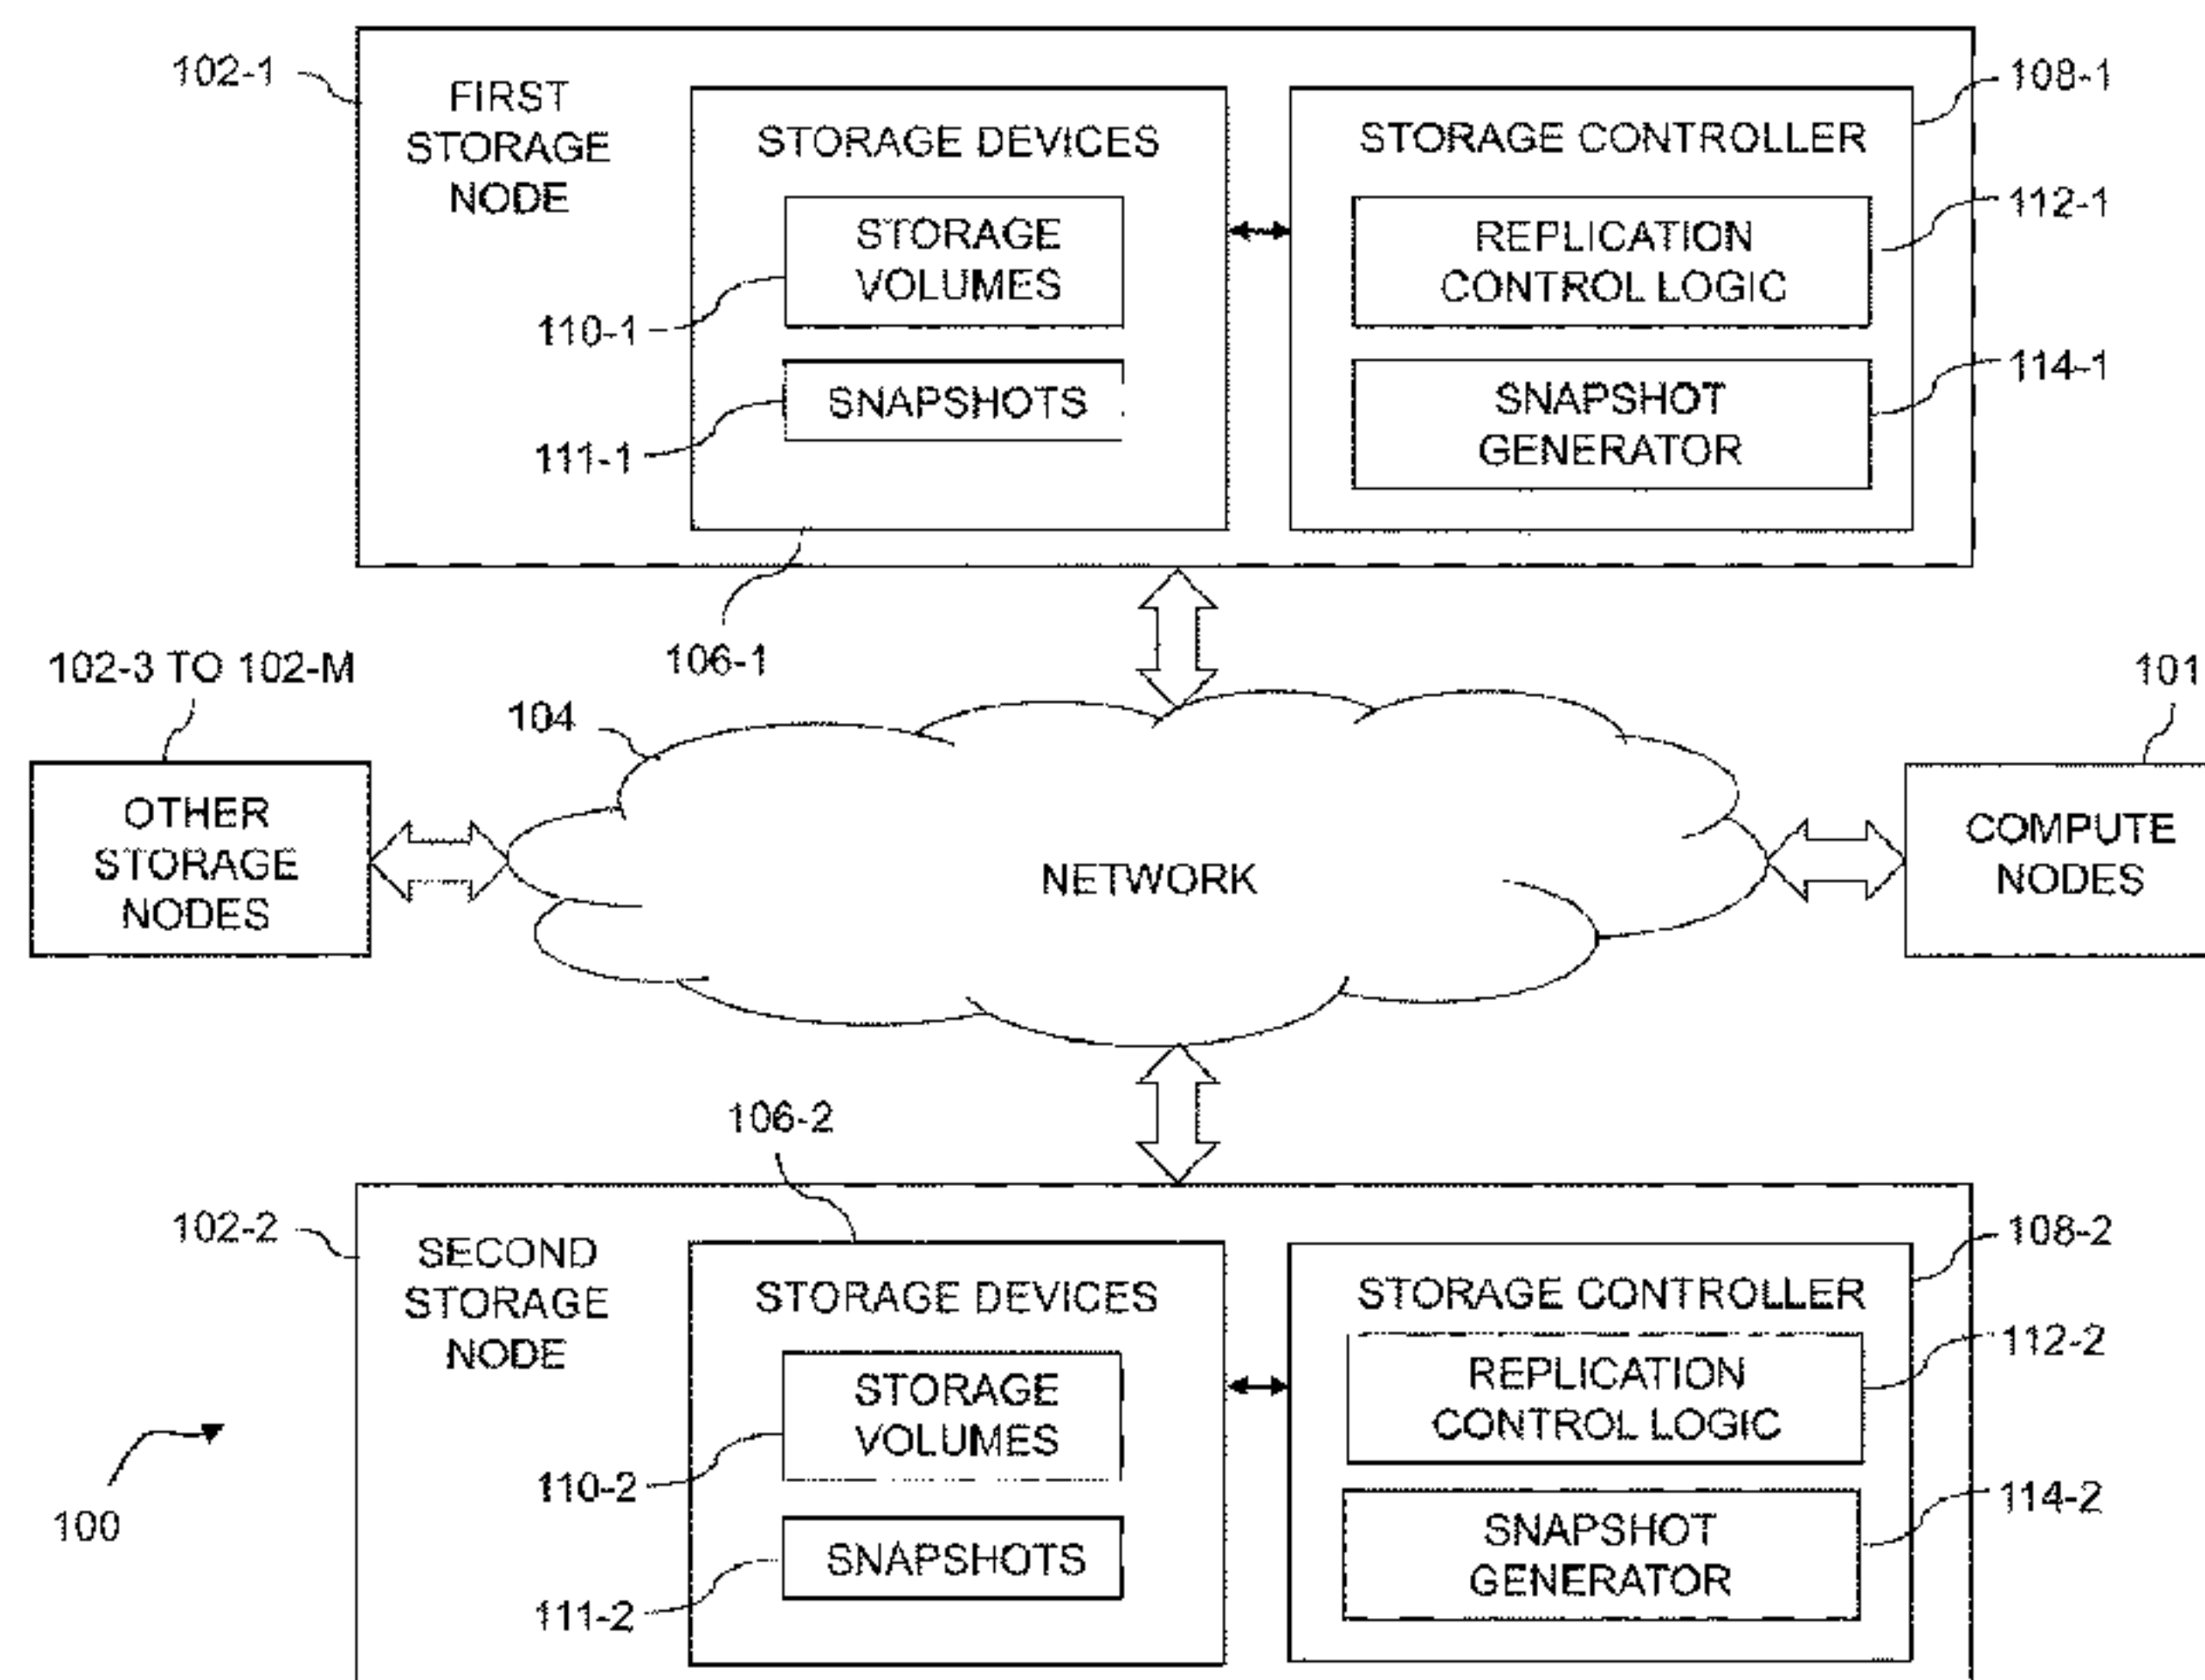 102-1
FIRST
STORAGE
NODE
STORAGE DEVICES
STORAGE
VOLUMES
110-1
SNAPSHOTS
111-1
106-1
STORAGE CONTROLLER
108-1
REPLICATION
CONTROL LOGIC
112-1
SNAPSHOT
GENERATOR
114-1
102-3 TO 102-M
OTHER
STORAGE
NODES
104
NETWORK
101
COMPUTE
NODES
106-2
102-2
SECOND
STORAGE
NODE
STORAGE DEVICES
STORAGE
VOLUMES
110-2
SNAPSHOTS
111-2
STORAGE CONTROLLER
108-2
REPLICATION
CONTROL LOGIC
112-2
SNAPSHOT
GENERATOR
114-2
100